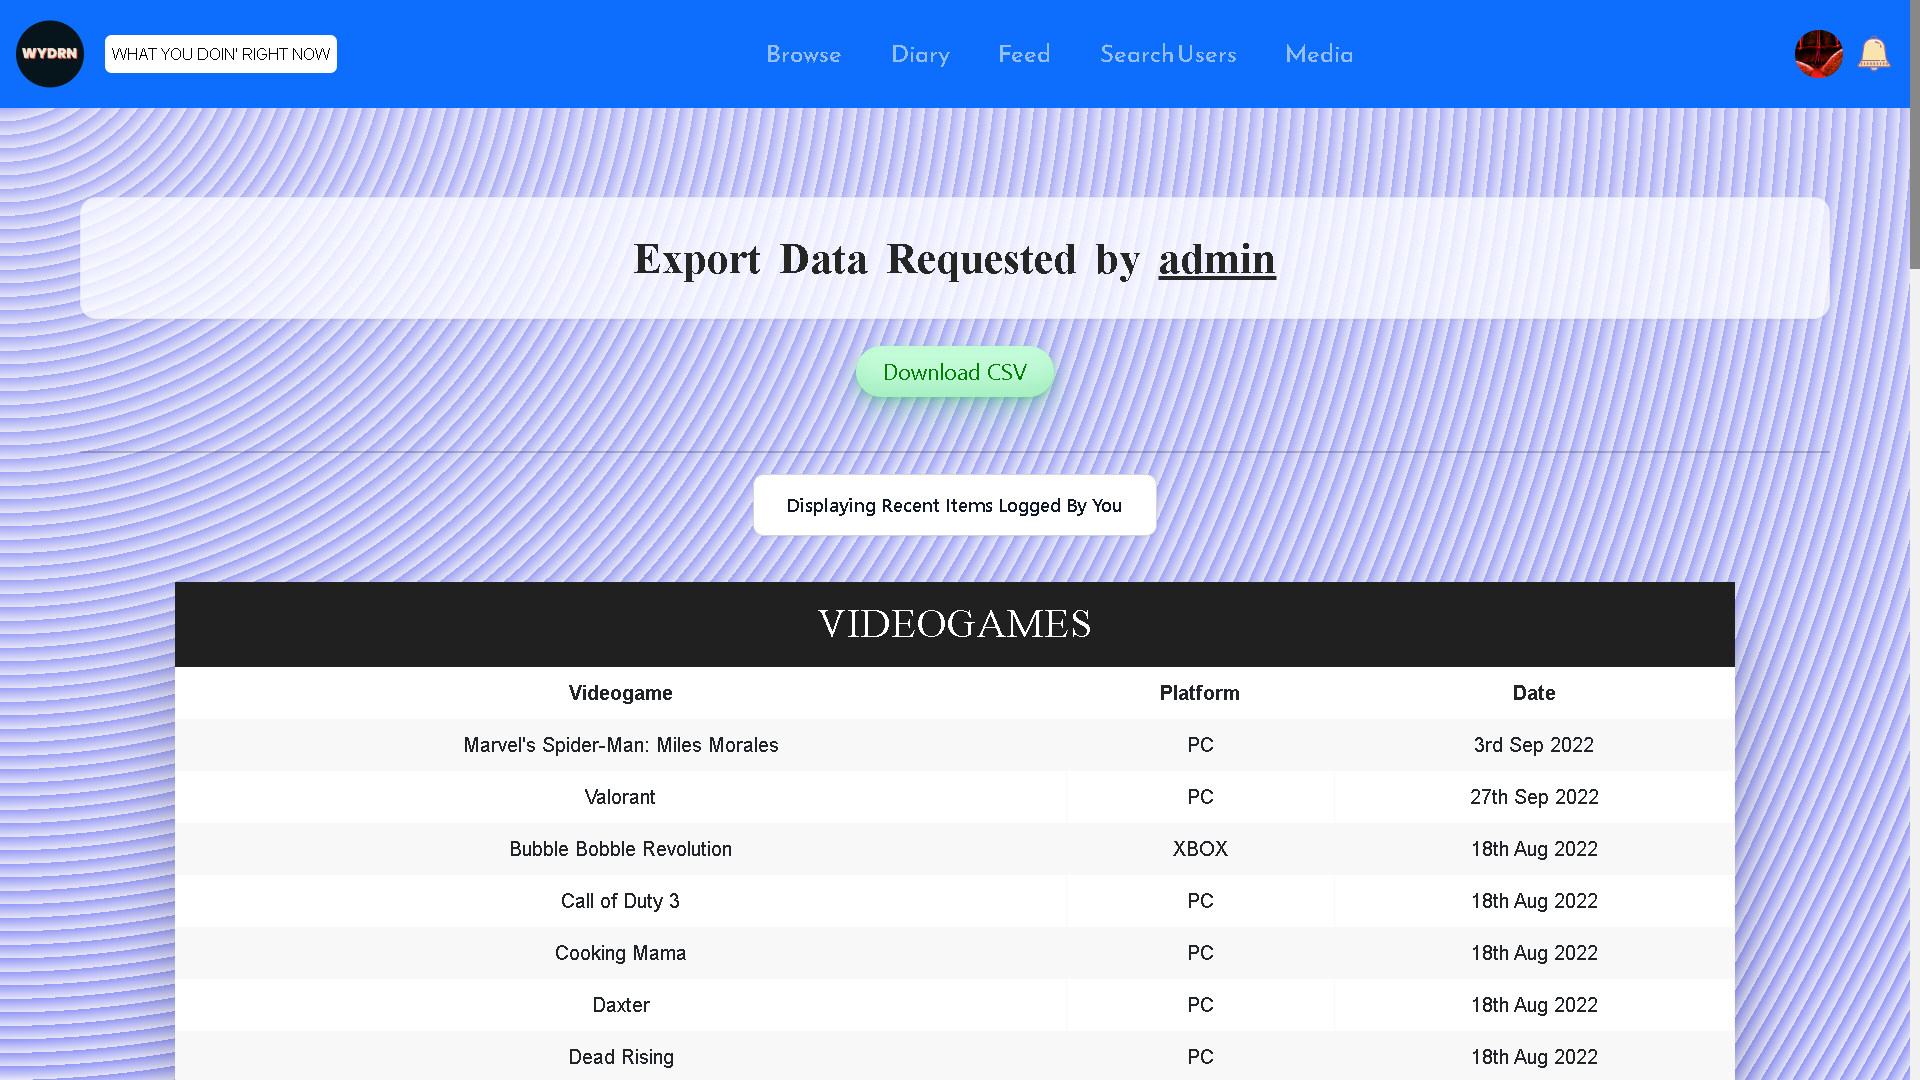 WYDRN
WHAT YOU DOIN' RIGHT NOW
Browse
Diary
Feed
Search Users
Media
Export Data Requested by admin
Download CSV
Displaying Recent Items Logged By You
VIDEOGAMES
Videogame Platform Date
Marvel's Spider-Man: Miles Morales PC 3rd Sep 2022
Valorant PC 27th Sep 2022
Bubble Bobble Revolution XBOX 18th Aug 2022
Call of Duty 3 PC 18th Aug 2022
Cooking Mama PC 18th Aug 2022
Daxter PC 18th Aug 2022
Dead Rising PC 18th Aug 2022